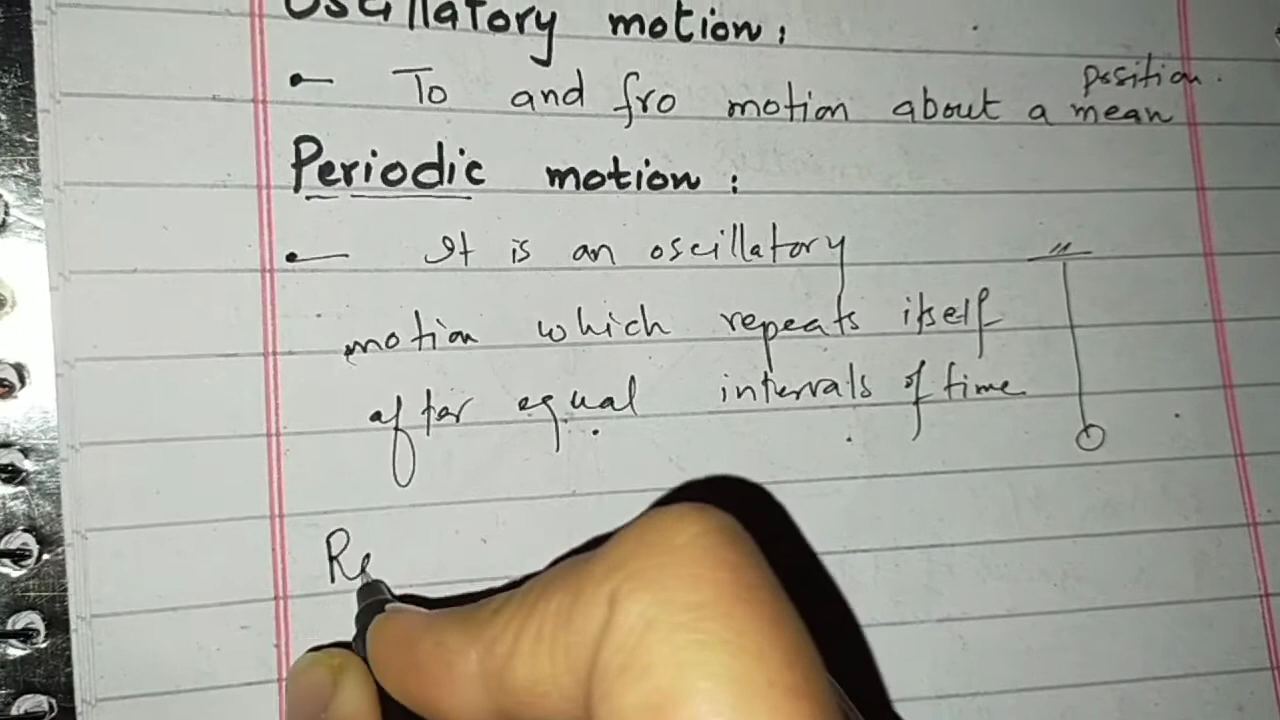 Oscillatory motion:
- To and fro motion about a mean position.
Periodic motion:
- It is an oscillatory
motion which repeats itself
after equal intervals of time
Re